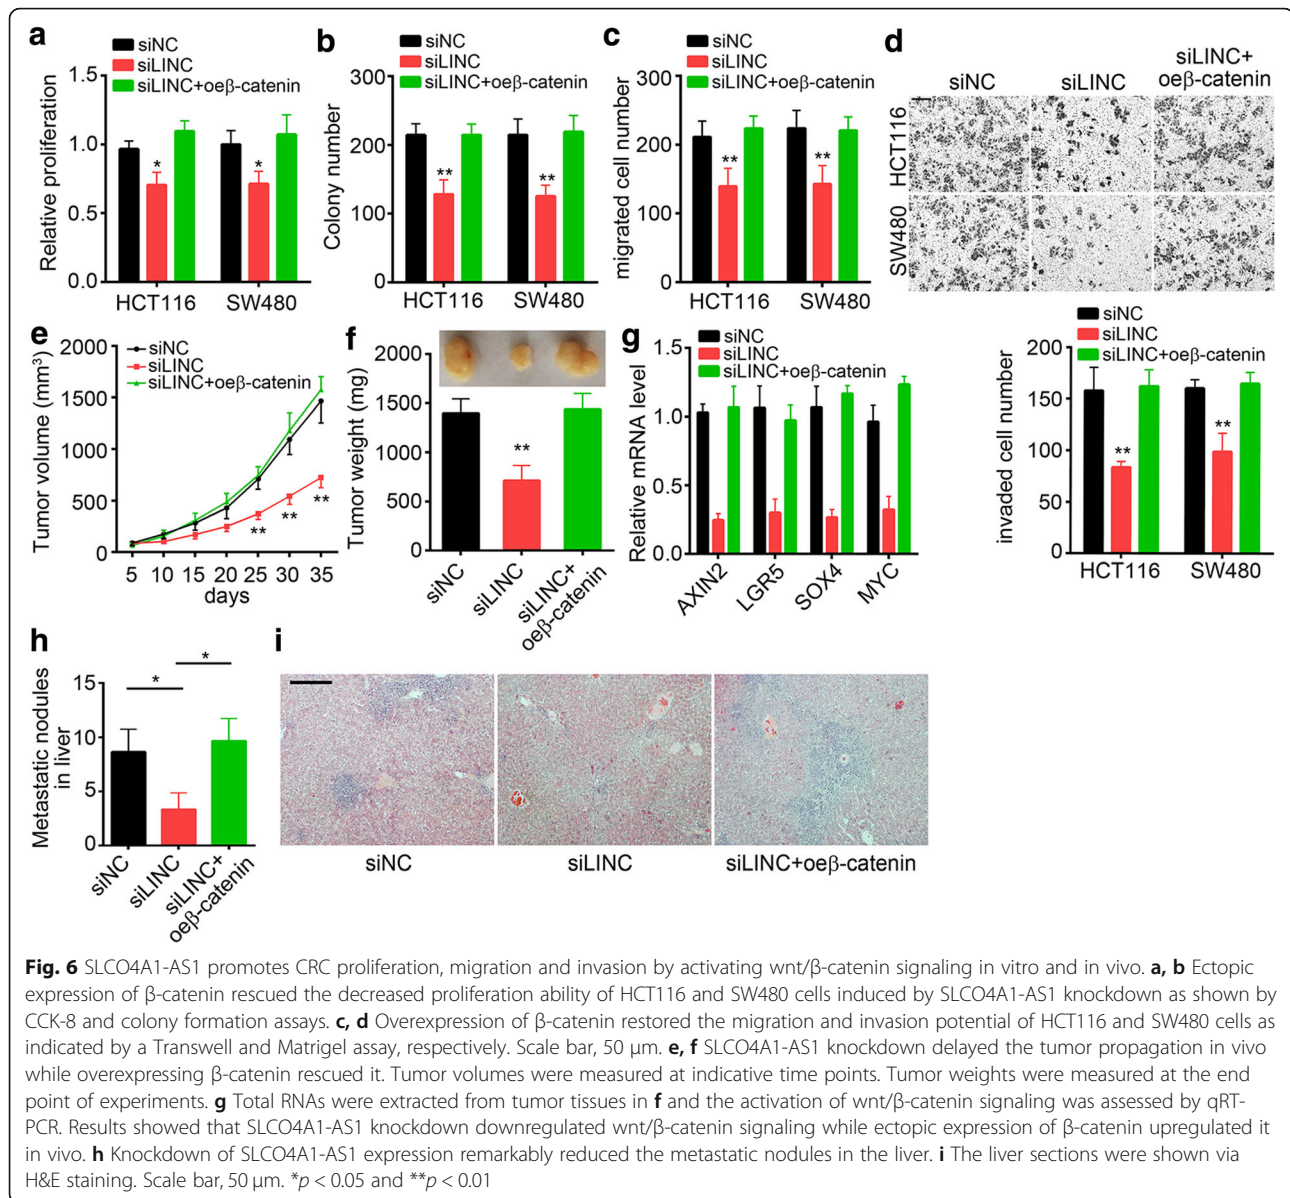 a
siNC
siLINC
siLINC+oeβ-catenin
Relative proliferation
1.5
1.0
0.5
0.0
*
*
HCT116
SW480
b
siNC
siLINC
siLINC+oeβ-catenin
Colony number
300
200
100
0
**
**
HCT116
SW480
c
siNC
siLINC
siLINC+oeβ-catenin
migrated cell number
300
200
100
0
**
**
HCT116
SW480
d
siNC
siLINC
siLINC+
oeβ-catenin
HCT116
SW480
siNC
siLINC
siLINC+oeβ-catenin
invaded cell number
200
150
100
50
0
**
**
HCT116
SW480
e
siNC
siLINC
siLINC+oeβ-catenin
Tumor volume (mm³)
2000
1500
1000
500
0
**
**
**
5 10 15 20 25 30 35
days
f
Tumor weight (mg)
2000
1500
1000
500
0
**
siNC
siLINC
siLINC+
oeβ-catenin
g
siNC
siLINC
siLINC+oeβ-catenin
Relative mRNA level
1.5
1.0
0.5
0.0
AXIN2
LGR5
SOX4
MYC
h
Metastatic nodules
in liver
15
10
5
0
*
*
siNC
siLINC
siLINC+
oeβ-catenin
i
siNC
siLINC
siLINC+oeβ-catenin
Fig. 6 SLCO4A1-AS1 promotes CRC proliferation, migration and invasion by activating wnt/β-catenin signaling in vitro and in vivo. a, b Ectopic
expression of β-catenin rescued the decreased proliferation ability of HCT116 and SW480 cells induced by SLCO4A1-AS1 knockdown as shown by
CCK-8 and colony formation assays. c, d Overexpression of β-catenin restored the migration and invasion potential of HCT116 and SW480 cells as
indicated by a Transwell and Matrigel assay, respectively. Scale bar, 50 μm. e, f SLCO4A1-AS1 knockdown delayed the tumor propagation in vivo
while overexpressing β-catenin rescued it. Tumor volumes were measured at indicative time points. Tumor weights were measured at the end
point of experiments. g Total RNAs were extracted from tumor tissues in f and the activation of wnt/β-catenin signaling was assessed by qRT-
PCR. Results showed that SLCO4A1-AS1 knockdown downregulated wnt/β-catenin signaling while ectopic expression of β-catenin upregulated it
in vivo. h Knockdown of SLCO4A1-AS1 expression remarkably reduced the metastatic nodules in the liver. i The liver sections were shown via
H&E staining. Scale bar, 50 μm. *p < 0.05 and **p < 0.01